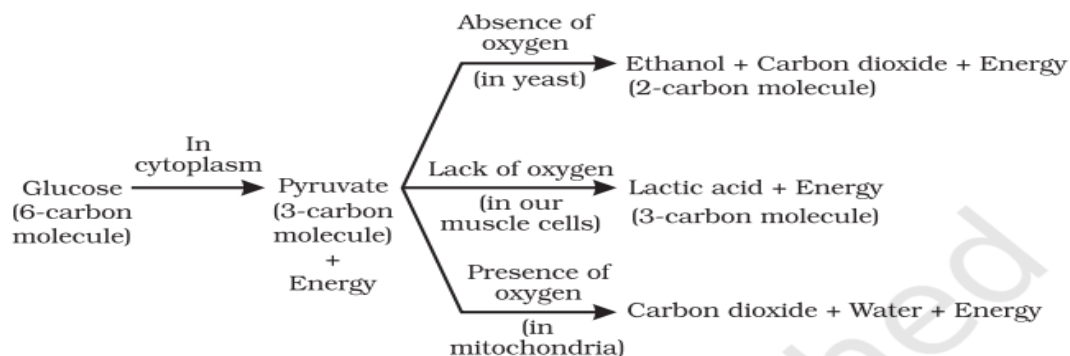 Absence of
oxygen
(in yeast)
Ethanol + Carbon dioxide + Energy
(2-carbon molecule)
In
cytoplasm
Glucose
(6-carbon
molecule)
Pyruvate
(3-carbon
molecule)
+
Energy
Lack of oxygen
(in our
muscle cells)
Lactic acid + Energy
(3-carbon molecule)
Presence of
oxygen
(in
mitochondria)
Carbon dioxide + Water + Energy